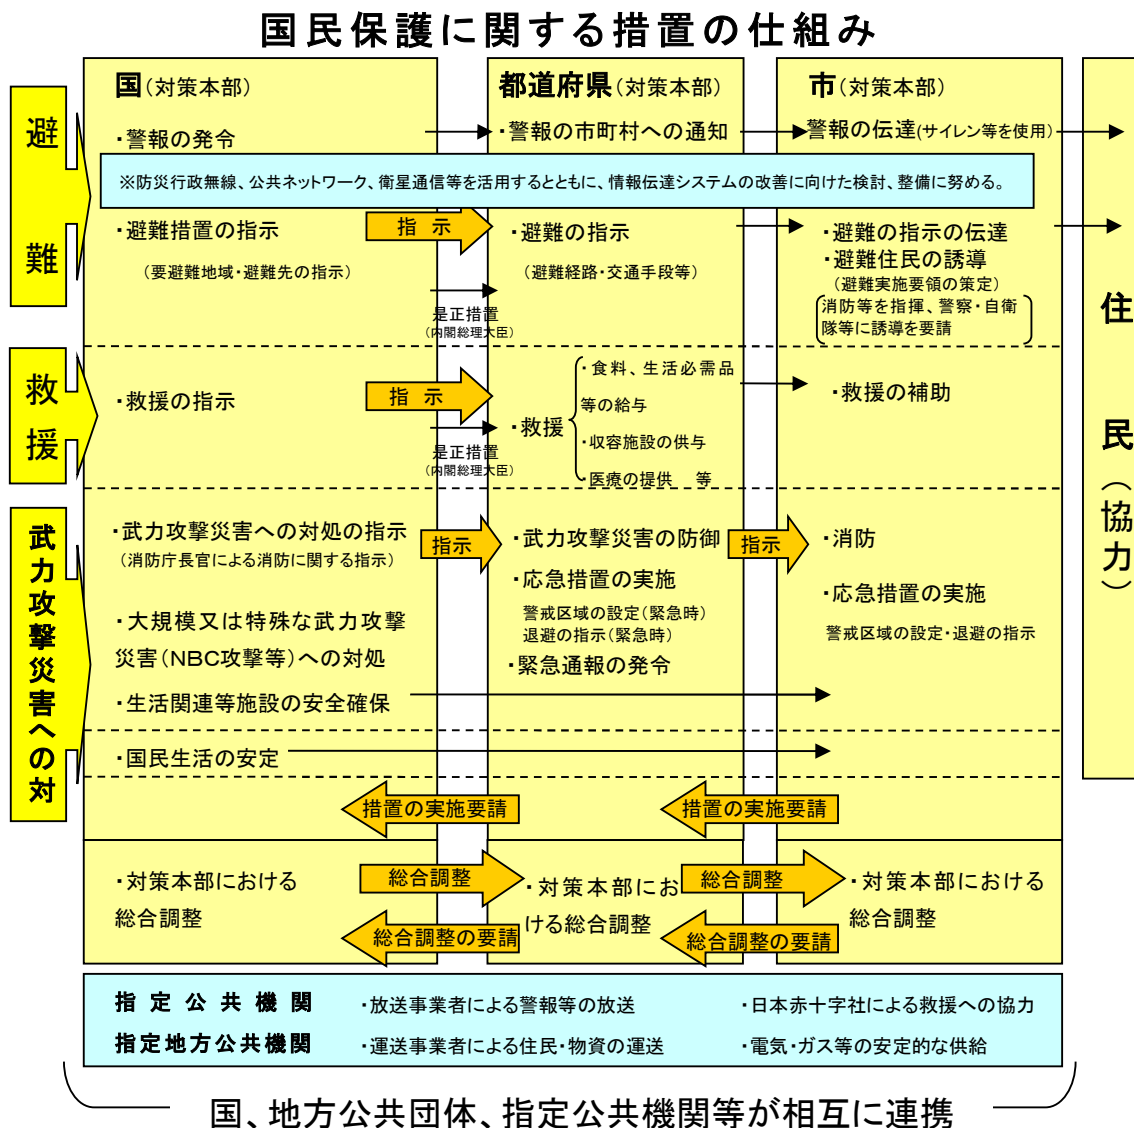 国民保護に関する措置の仕組み
避難
国(対策本部)
都道府県(対策本部)
市(対策本部)
・警報の発令
・警報の市町村への通知
警報の伝達(サイレン等を使用)
※防災行政無線、公共ネットワーク、衛星通信等を活用するとともに、情報伝達システムの改善に向けた検討、整備に努める。
・避難措置の指示
(要避難地域・避難先の指示)
指 示
・避難の指示
(避難経路・交通手段等)
是正措置
(内閣総理大臣)
・避難の指示の伝達
・避難住民の誘導
(避難実施要領の策定)
消防等を指揮、警察・自衛
隊等に誘導を要請
住民(協力)
救援
・救援の指示
指 示
是正措置
(内閣総理大臣)
・救援
・食料、生活必需品
等の給与
・収容施設の供与
・医療の提供 等
・救援の補助
武力攻撃災害への対
・武力攻撃災害への対処の指示
(消防庁長官による消防に関する指示)
指示
・武力攻撃災害の防御
指示
・消防
・応急措置の実施
警戒区域の設定(緊急時)
退避の指示(緊急時)
・応急措置の実施
警戒区域の設定・退避の指示
・大規模又は特殊な武力攻撃
災害(NBC攻撃等)への対処
・緊急通報の発令
・生活関連等施設の安全確保
・国民生活の安定
措置の実施要請
措置の実施要請
・対策本部における
総合調整
総合調整
・対策本部にお
ける総合調整
総合調整
・対策本部における
総合調整
総合調整の要請
総合調整の要請
指定公共機関
・放送事業者による警報等の放送
・日本赤十字社による救援への協力
指定地方公共機関
・運送事業者による住民・物資の運送
・電気・ガス等の安定的な供給
国、地方公共団体、指定公共機関等が相互に連携